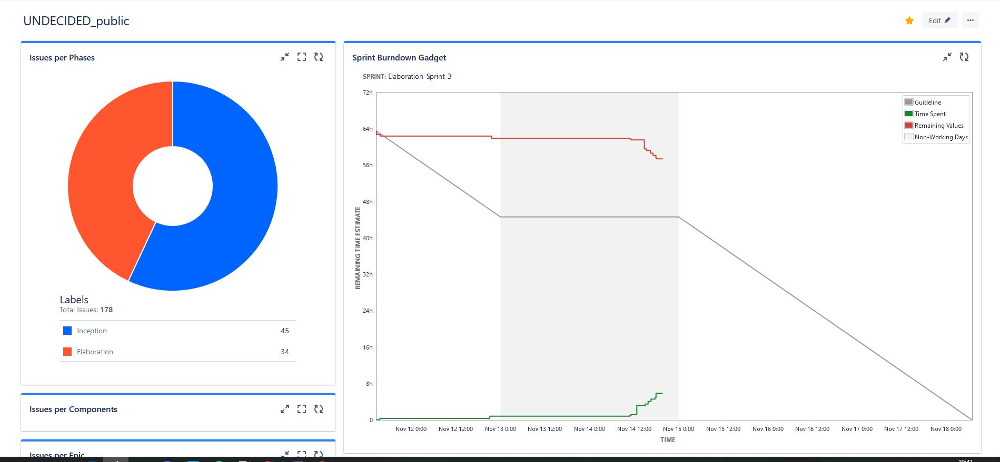 UNDECIDED_public
Edit
Issues per Phases
Labels
Total Issues: 178
Inception 45
Elaboration 34
Issues per Components
Issues per Epic
Sprint Burndown Gadget
SPRINT: Elaboration-Sprint-3
72h
64h
56h
48h
40h
32h
24h
16h
8h
0
REMAINING TIME ESTIMATE
Guideline
Time Spent
Remaining Values
Non-Working Days
Nov 12 0:00 Nov 12 12:00 Nov 13 0:00 Nov 13 12:00 Nov 14 0:00 Nov 14 12:00 Nov 15 0:00 Nov 15 12:00 Nov 16 0:00 Nov 16 12:00 Nov 17 0:00 Nov 17 12:00 Nov 18 0:00
TIME